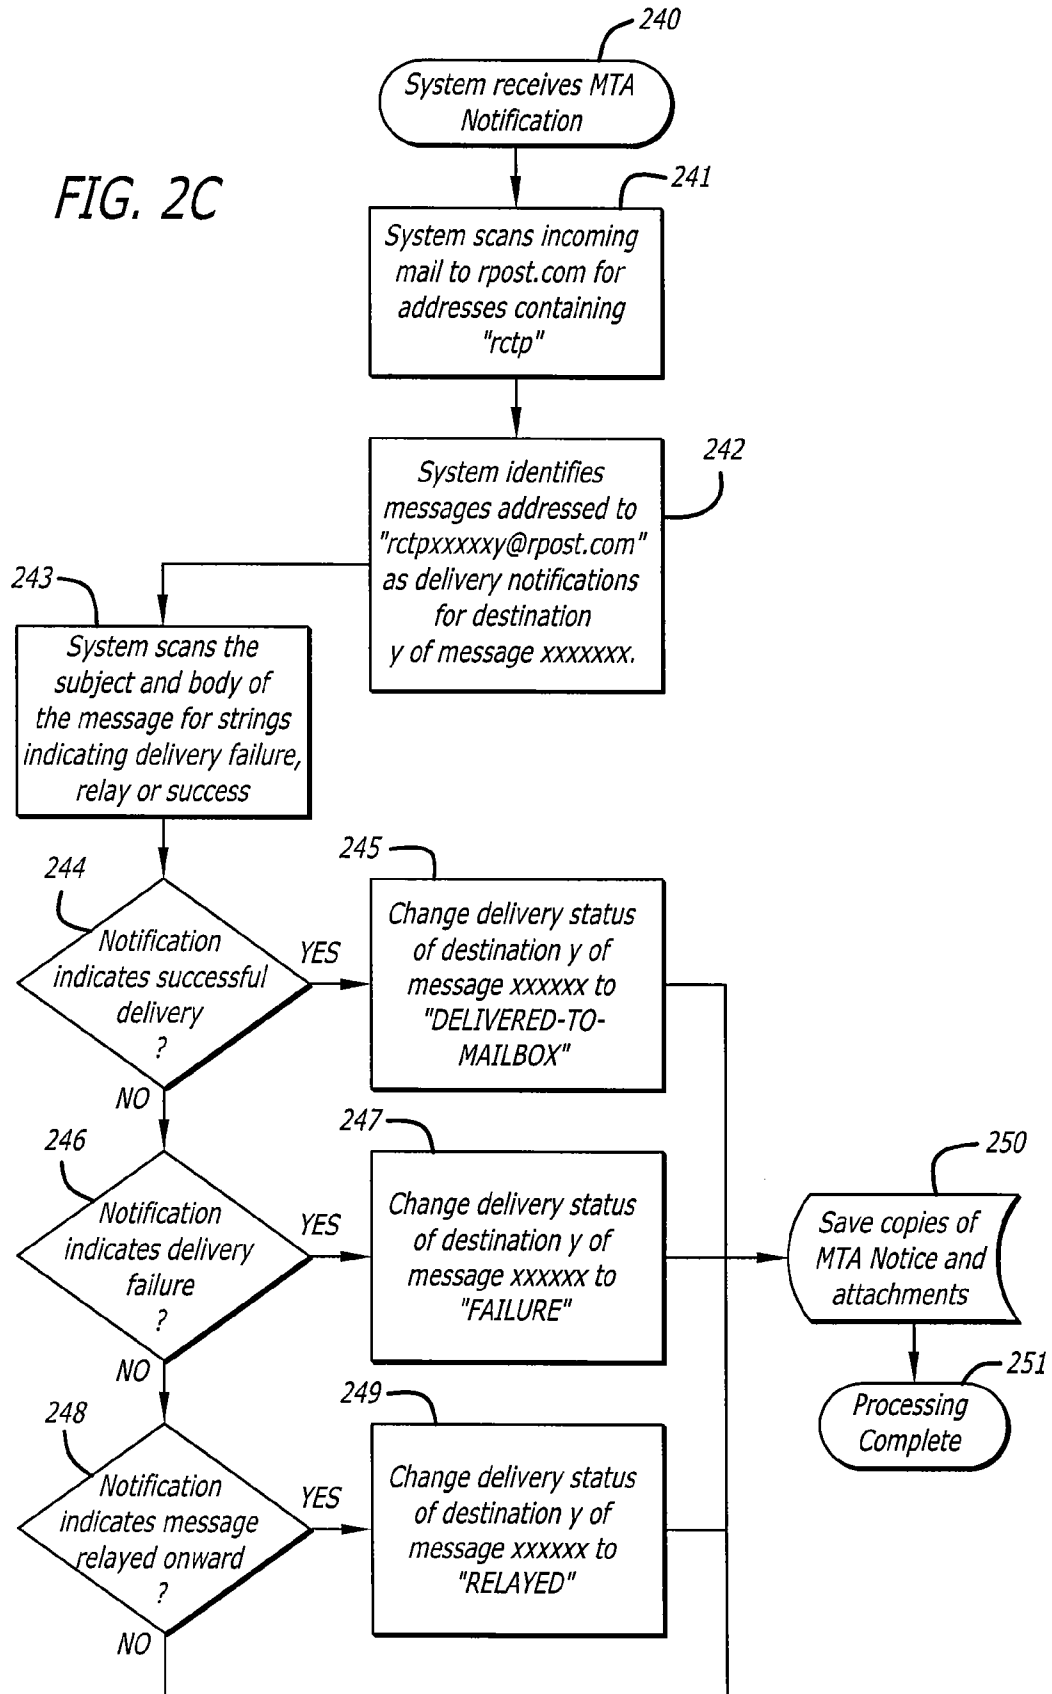 240
System receives MTA
Notification
FIG. 2C
241
System scans incoming
mail to rpost.com for
addresses containing
"rctp"
242
System identifies
messages addressed to
"rctpxxxxxy@rpost.com"
as delivery notifications
for destination
y of message xxxxxxx.
243
System scans the
subject and body of
the message for strings
indicating delivery failure,
relay or success
244
Notification
indicates successful
delivery
?
YES
NO
245
Change delivery status
of destination y of
message xxxxxx to
"DELIVERED-TO-
MAILBOX"
246
Notification
indicates delivery
failure
?
YES
NO
247
Change delivery status
of destination y of
message xxxxxx to
"FAILURE"
248
Notification
indicates message
relayed onward
?
YES
NO
249
Change delivery status
of destination y of
message xxxxxx to
"RELAYED"
250
Save copies of
MTA Notice and
attachments
251
Processing
Complete